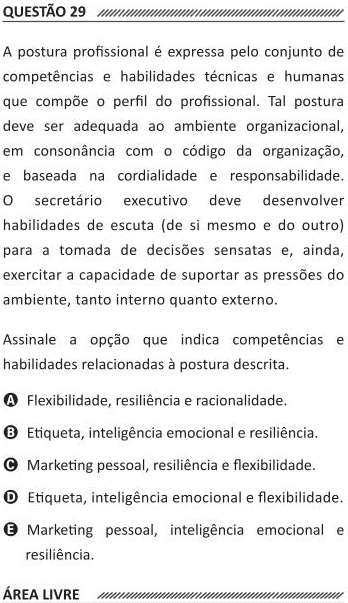 QUESTÃO 29
A postura profissional é expressa pelo conjunto de
competências e habilidades técnicas e humanas
que compõe o perfil do profissional. Tal postura
deve ser adequada ao ambiente organizacional,
em consonância com o código da organização,
e baseada na cordialidade e responsabilidade.
O secretário executivo deve desenvolver
habilidades de escuta (de si mesmo e do outro)
para a tomada de decisões sensatas e, ainda,
exercitar a capacidade de suportar as pressões do
ambiente, tanto interno quanto externo.
Assinale a opção que indica competências e
habilidades relacionadas à postura descrita.
A Flexibilidade, resiliência e racionalidade.
B Etiqueta, inteligência emocional e resiliência.
C Marketing pessoal, resiliência e flexibilidade.
D Etiqueta, inteligência emocional e flexibilidade.
E Marketing pessoal, inteligência emocional e
resiliência.
ÁREA LIVRE